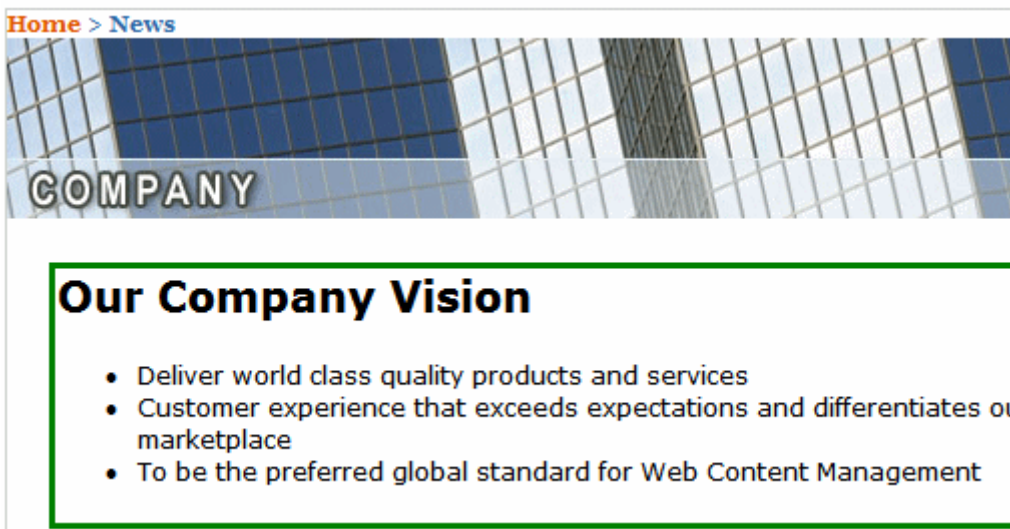 Home > News
COMPANY
Our Company Vision
• Deliver world class quality products and services
• Customer experience that exceeds expectations and differentiates
marketplace
• To be the preferred global standard for Web Content Management